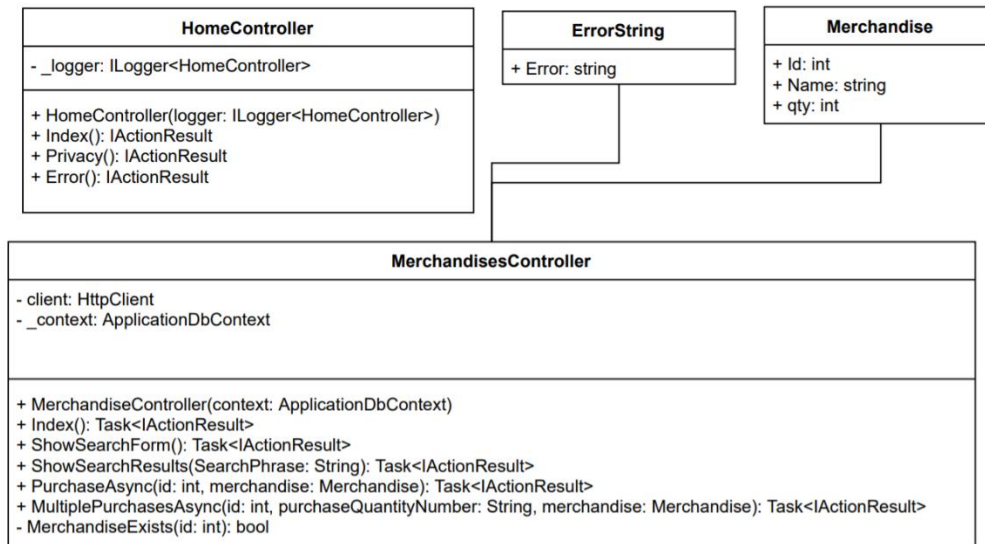 HomeController
- _logger: ILogger<HomeController>
+ HomeController(logger: ILogger<HomeController>)
+ Index(): IActionResult
+ Privacy(): IActionResult
+ Error(): IActionResult
ErrorString
+ Error: string
Merchandise
+ Id: int
+ Name: string
+ qty: int
MerchandisesController
- client: HttpClient
- _context: ApplicationDbContext
+ MerchandiseController(context: ApplicationDbContext)
+ Index(): Task<IActionResult>
+ ShowSearchForm(): Task<IActionResult>
+ ShowSearchResults(SearchPhrase: String): Task<IActionResult>
+ PurchaseAsync(id: int, merchandise: Merchandise): Task<IActionResult>
+ MultiplePurchasesAsync(id: int, purchaseQuantityNumber: String, merchandise: Merchandise): Task<IActionResult>
- MerchandiseExists(id: int): bool